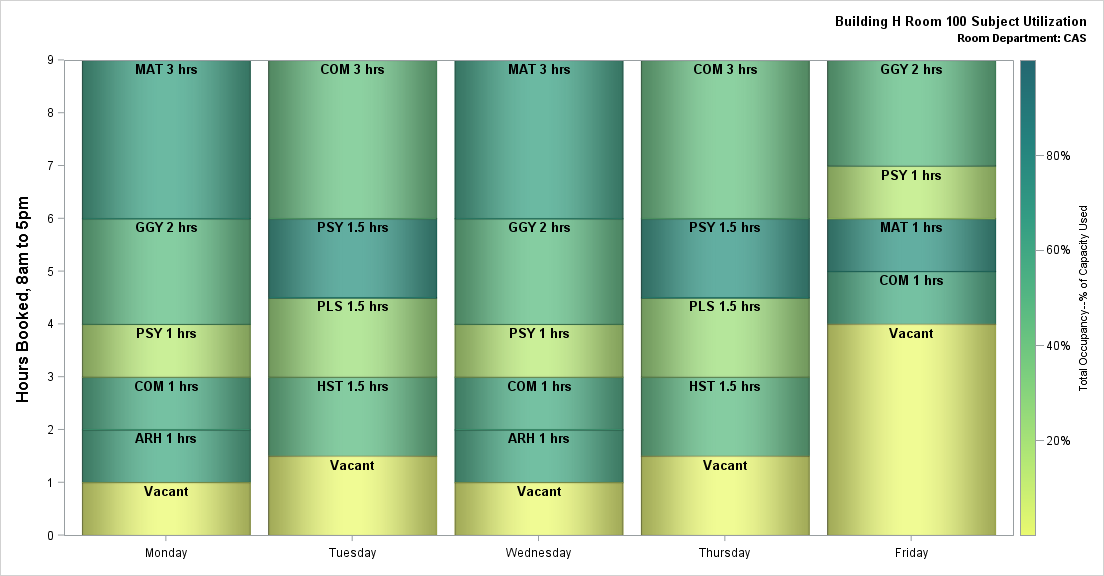 Building H Room 100 Subject Utilization
Room Department: CAS
Hours Booked, 8am to 5pm
9
8
7
6
5
4
3
2
1
0
MAT 3 hrs
GGY 2 hrs
PSY 1 hrs
COM 1 hrs
ARH 1 hrs
Vacant
Monday
COM 3 hrs
PSY 1.5 hrs
PLS 1.5 hrs
HST 1.5 hrs
Vacant
Tuesday
MAT 3 hrs
GGY 2 hrs
PSY 1 hrs
COM 1 hrs
ARH 1 hrs
Vacant
Wednesday
COM 3 hrs
PSY 1.5 hrs
PLS 1.5 hrs
HST 1.5 hrs
Vacant
Thursday
GGY 2 hrs
PSY 1 hrs
MAT 1 hrs
COM 1 hrs
Vacant
Friday
80%
60%
40%
20%
Total Occupancy--% of Capacity Used